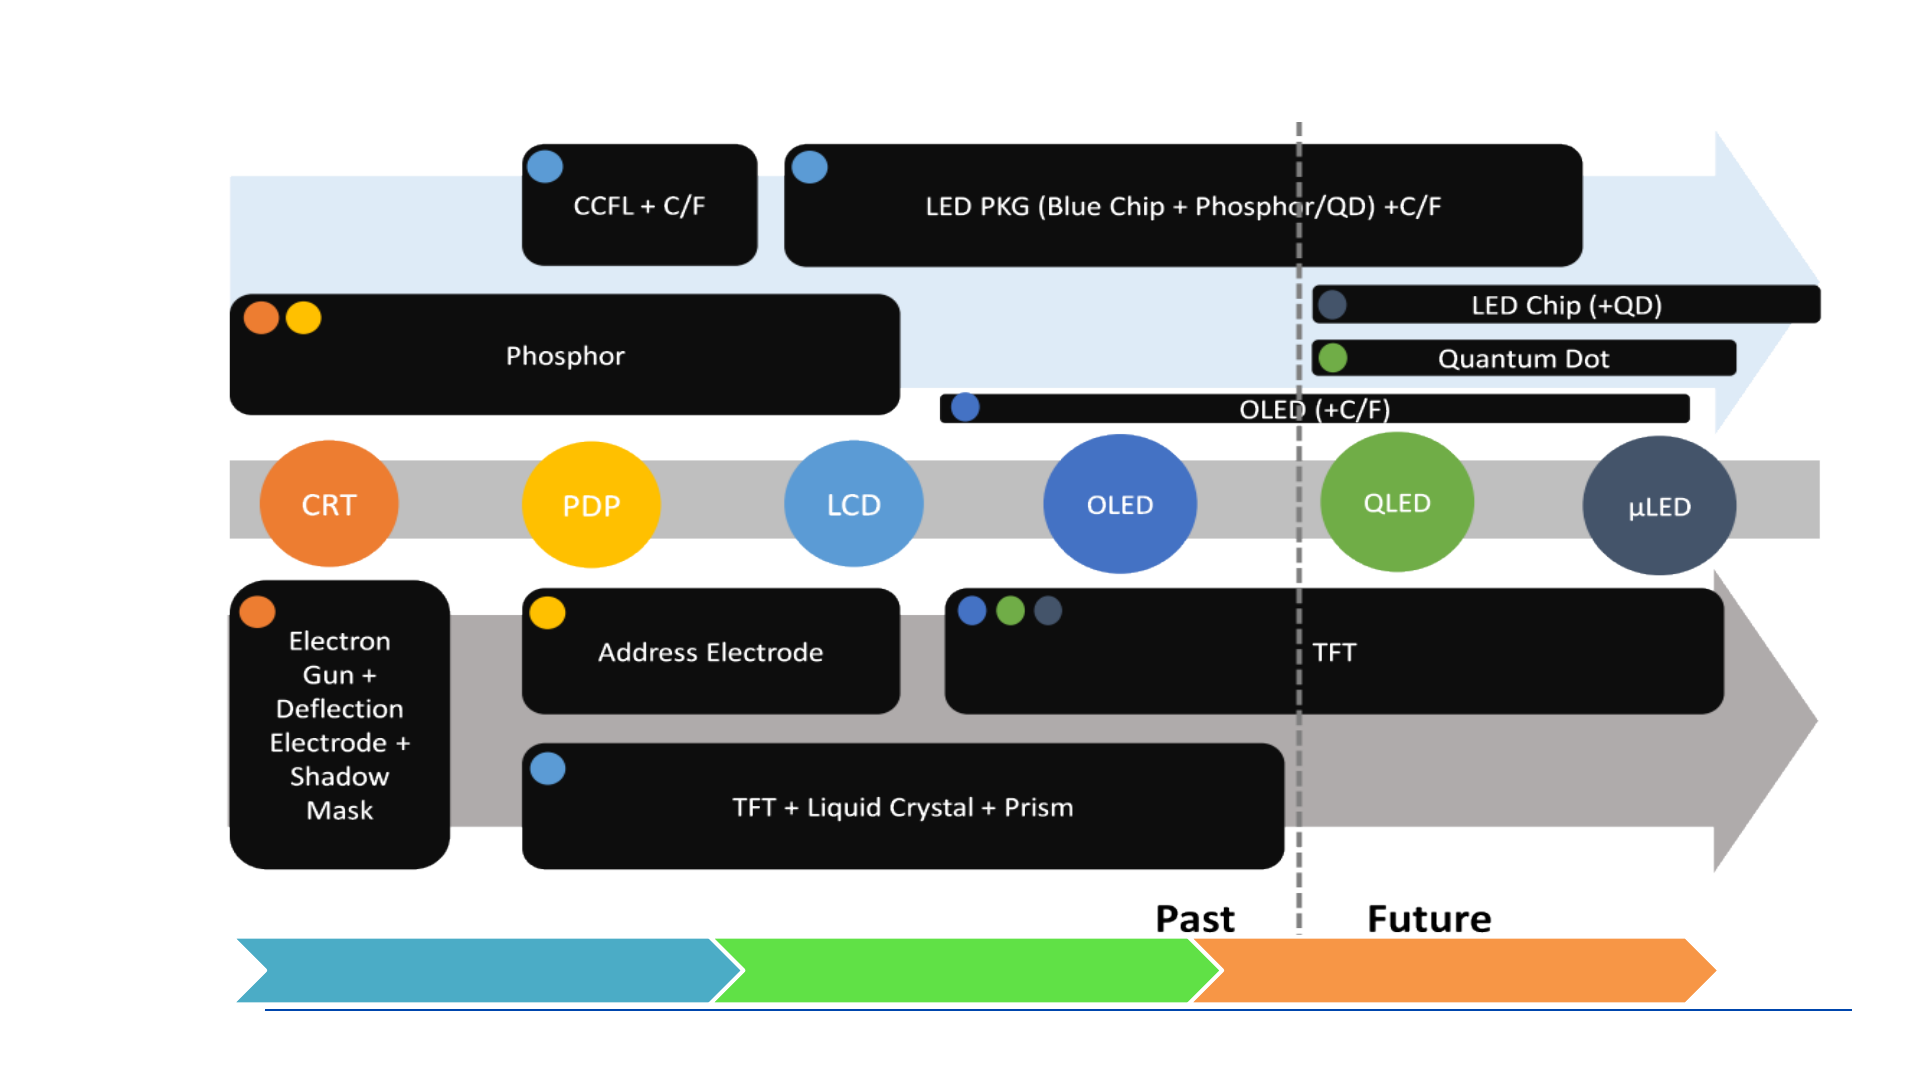 CCFL + C/F
LED PKG (Blue Chip + Phosphor/QD) +C/F
LED Chip (+QD)
Phosphor
Quantum Dot
OLED (+C/F)
CRT
PDP
LCD
OLED
QLED
μLED
Electron
Gun +
Deflection
Electrode +
Shadow
Mask
Address Electrode
TFT
TFT + Liquid Crystal + Prism
Past
Future